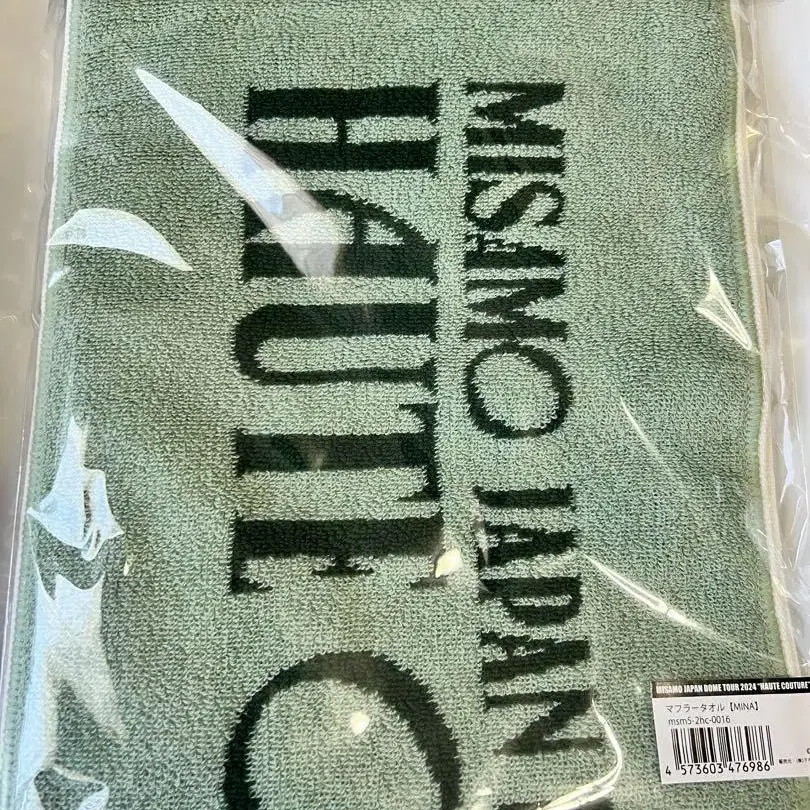 MISAMO JAPAN
HAUTE C
MISAMO JAPAN DOME TOUR 2024 "HAUTE COUTURE"
マフラータオル【MINA】
msm5-2hc-0016
4 573603 476986